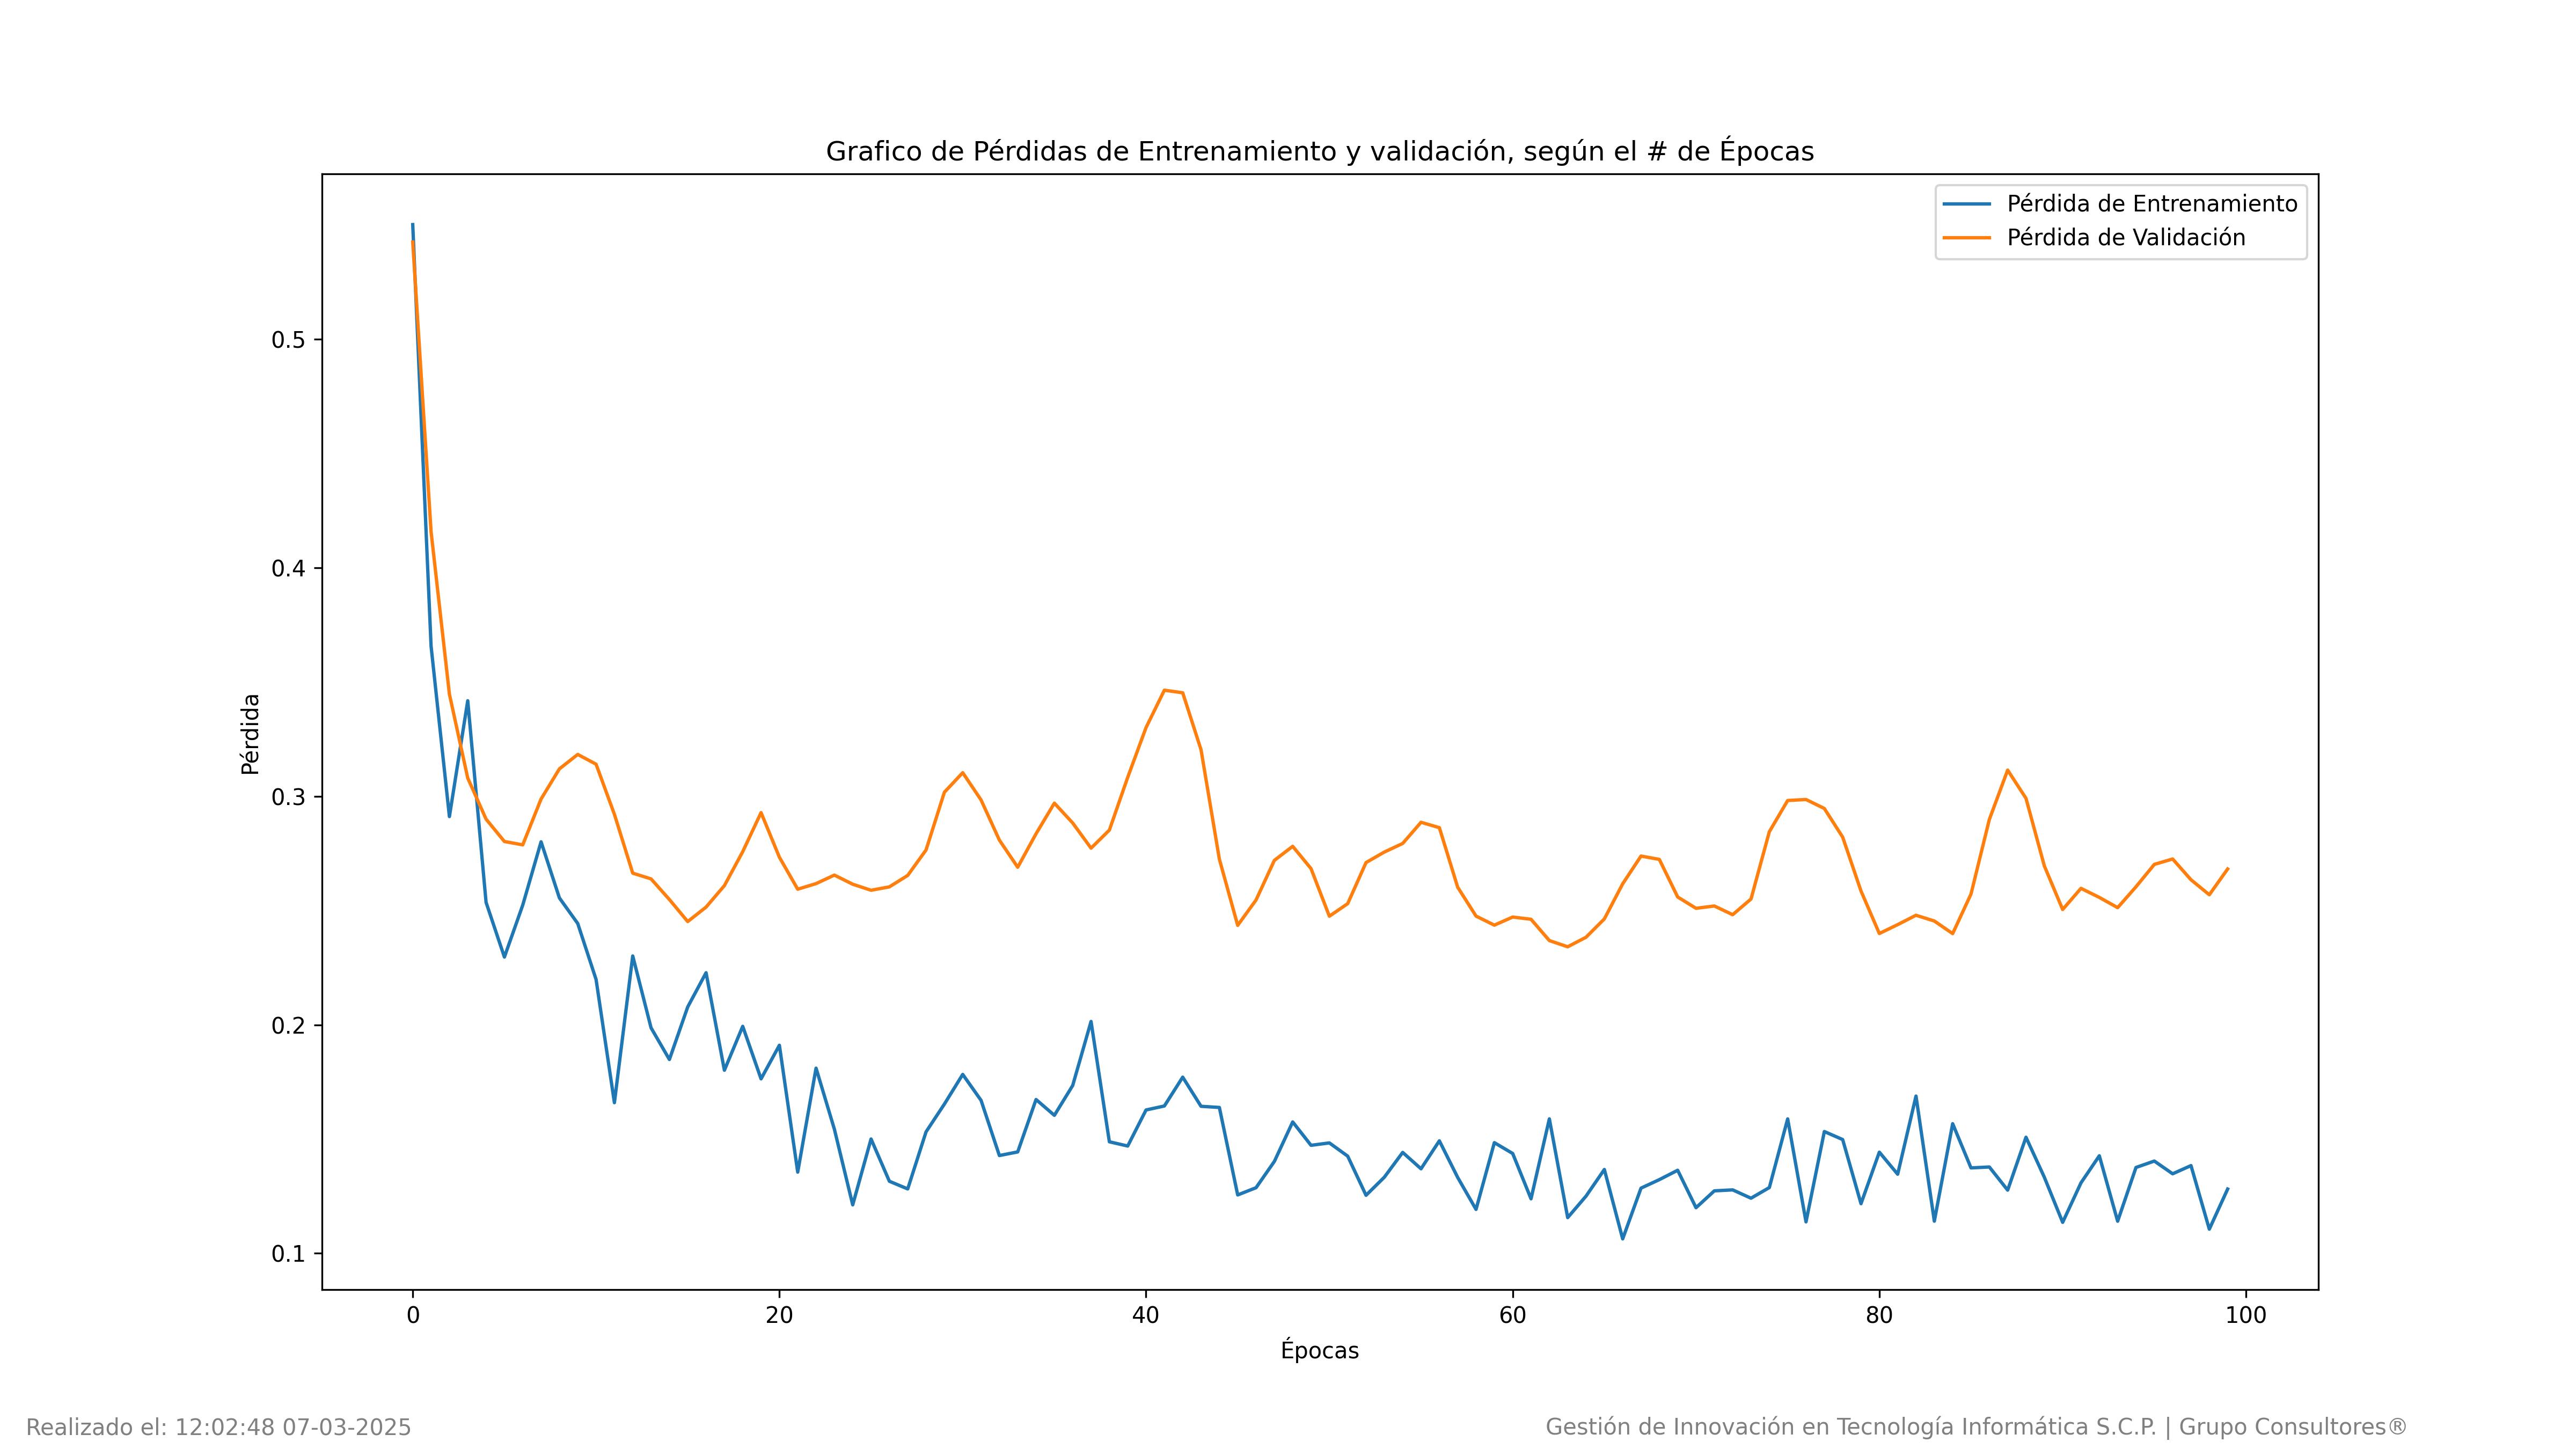 Grafico de Pérdidas de Entrenamiento y validación, según el # de Épocas
Pérdida de Entrenamiento
Pérdida de Validación
0.5
0.4
0.3
0.2
0.1
Pérdida
0 20 40 60 80 100
Épocas
Realizado el: 12:02:48 07-03-2025
Gestión de Innovación en Tecnología Informática S.C.P. | Grupo Consultores®